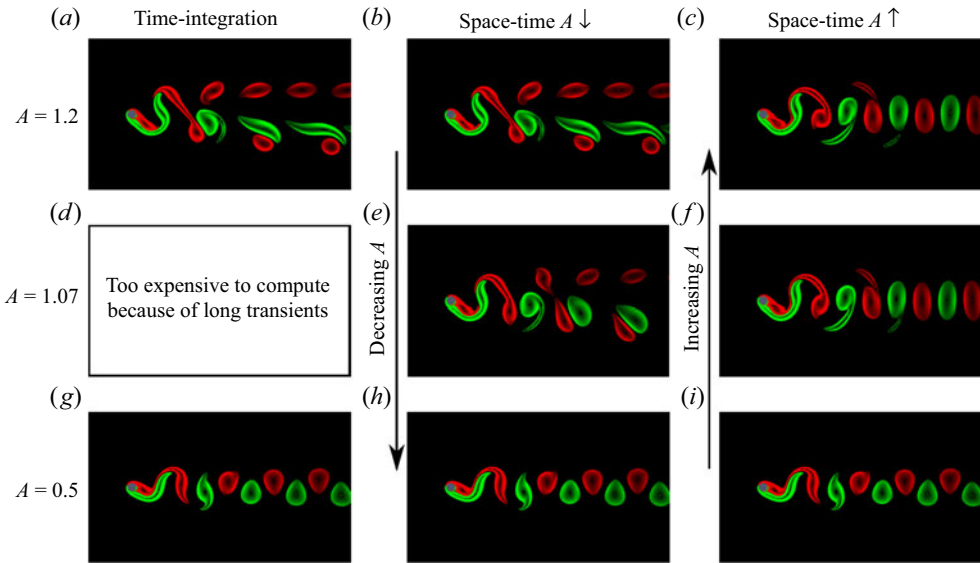 (a) Time-integration (b) Space-time A ↓ (c) Space-time A ↑
A = 1.2
(d) (e) (f)
A = 1.07
Too expensive to compute
because of long transients
Decreasing A
Increasing A
(g) (h) (i)
A = 0.5